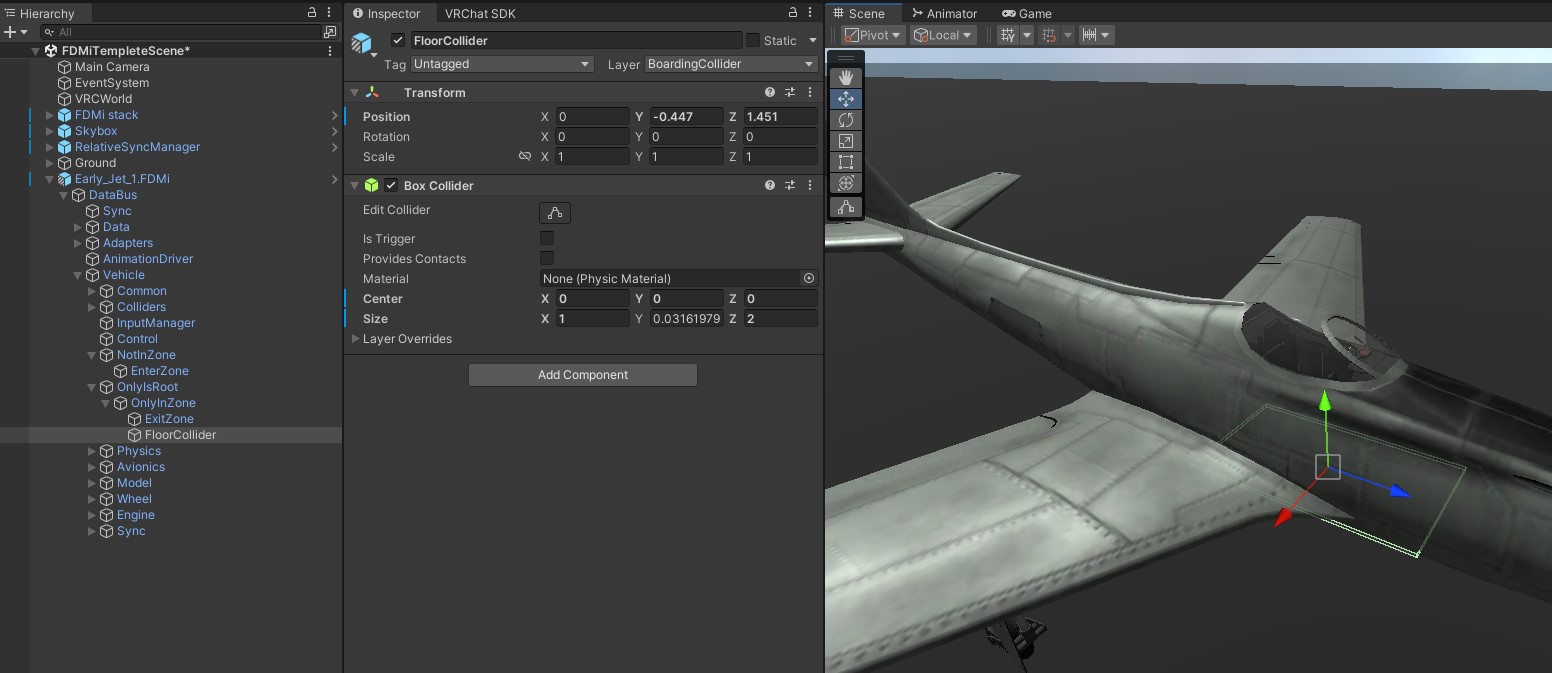 Hierarchy
All
FDMiTempleteScene*
Main Camera
EventSystem
VRCWorld
FDMi stack
Skybox
RelativeSyncManager
Ground
Early_Jet_1.FDMi
DataBus
Sync
Data
Adapters
AnimationDriver
Vehicle
Common
Colliders
InputManager
Control
NotInZone
EnterZone
OnlyIsRoot
OnlyInZone
ExitZone
FloorCollider
Physics
Avionics
Model
Wheel
Engine
Sync
Inspector VRChat SDK
FloorCollider Static
Tag Untagged Layer BoardingCollider
Transform
Position X 0 Y -0.447 Z 1.451
Rotation X 0 Y 0 Z 0
Scale X 1 Y 1 Z 1
Box Collider
Edit Collider
Is Trigger
Provides Contacts
Material None (Physic Material)
Center X 0 Y 0 Z 0
Size X 1 Y 0.03161979 Z 2
Layer Overrides
Add Component
Scene Animator Game
Pivot Local